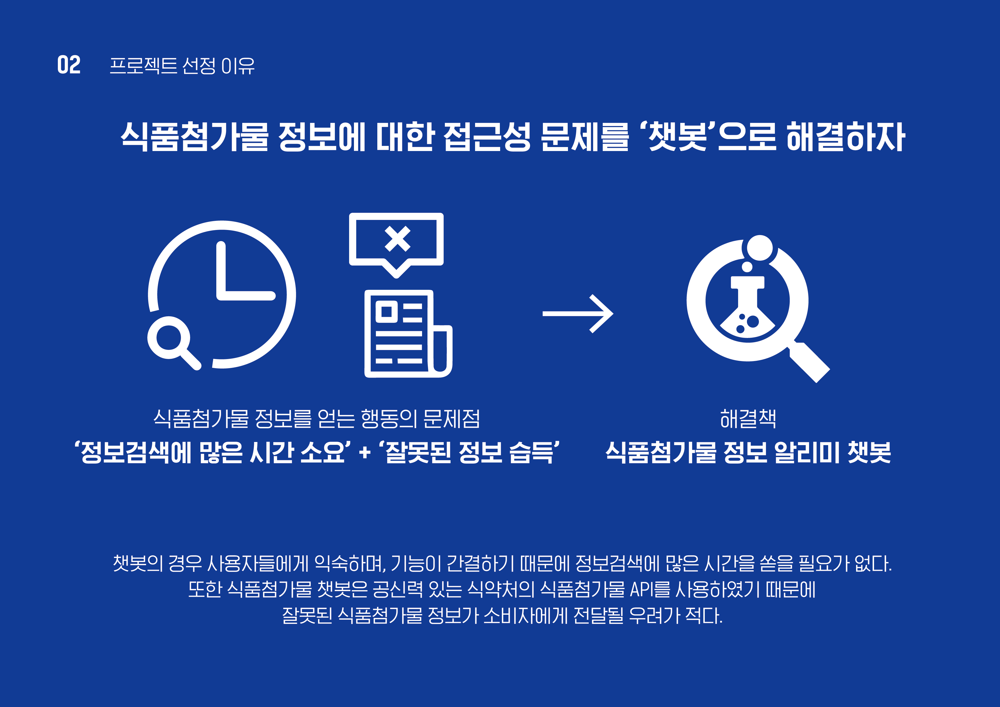 02 프로젝트 선정 이유
식품첨가물 정보에 대한 접근성 문제를 ‘챗봇’으로 해결하자
식품첨가물 정보를 얻는 행동의 문제점
‘정보검색에 많은 시간 소요’ + ‘잘못된 정보 습득’
해결책
식품첨가물 정보 알리미 챗봇
챗봇의 경우 사용자들에게 익숙하며, 기능이 간결하기 때문에 정보검색에 많은 시간을 쏟을 필요가 없다.
또한 식품첨가물 챗봇은 공신력 있는 식약처의 식품첨가물 API를 사용하였기 때문에
잘못된 식품첨가물 정보가 소비자에게 전달될 우려가 적다.